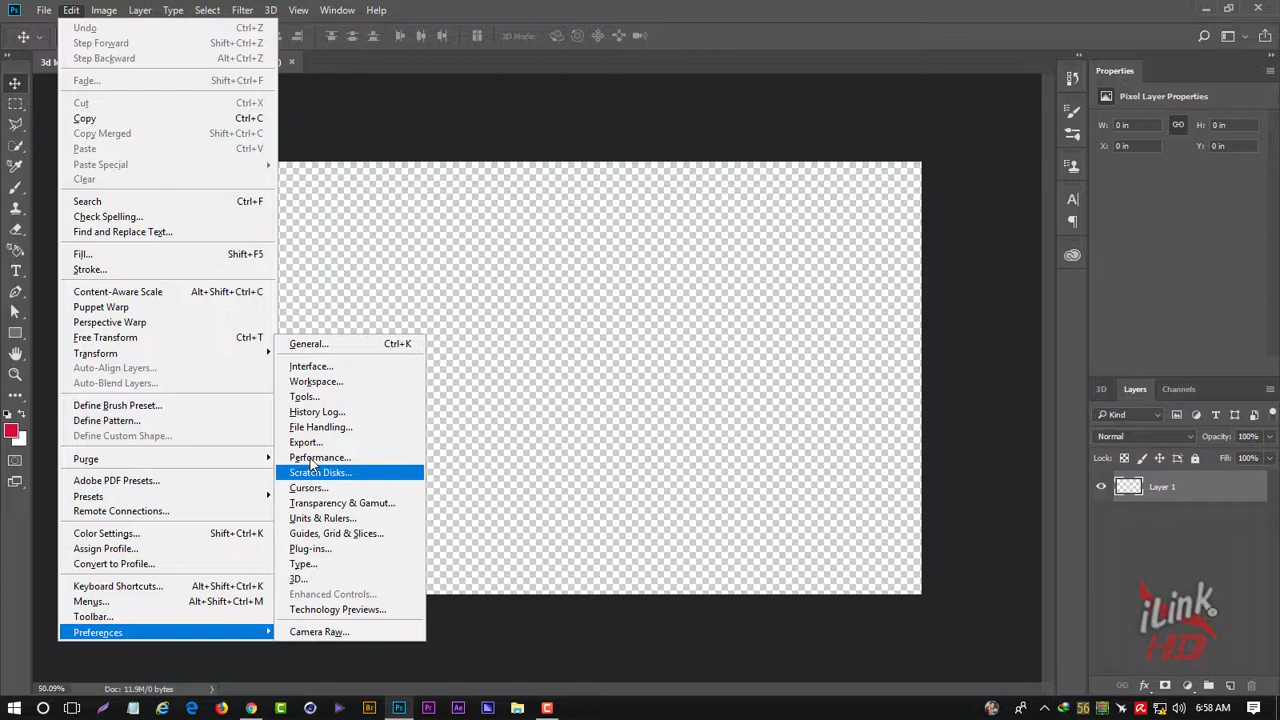 Ps File Edit Image Layer Type Select Filter 3D View Window Help
3D Mode:
3d l
Undo Ctrl+Z
Step Forward Shift+Ctrl+Z
Step Backward Alt+Ctrl+Z
Fade... Shift+Ctrl+F
Cut Ctrl+X
Copy Ctrl+C
Copy Merged Shift+Ctrl+C
Paste Ctrl+V
Paste Special
Clear
Search Ctrl+F
Check Spelling...
Find and Replace Text...
Fill... Shift+F5
Stroke...
Content-Aware Scale Alt+Shift+Ctrl+C
Puppet Warp
Perspective Warp
Free Transform Ctrl+T
Transform
Auto-Align Layers...
Auto-Blend Layers...
Define Brush Preset...
Define Pattern...
Define Custom Shape...
Purge
Adobe PDF Presets...
Presets
Remote Connections...
Color Settings... Shift+Ctrl+K
Assign Profile...
Convert to Profile...
Keyboard Shortcuts... Alt+Shift+Ctrl+K
Menus... Alt+Shift+Ctrl+M
Toolbar...
Preferences
General... Ctrl+K
Interface...
Workspace...
Tools...
History Log...
File Handling...
Export...
Performance...
Scratch Disks...
Cursors...
Transparency & Gamut...
Units & Rulers...
Guides, Grid & Slices...
Plug-ins...
Type...
3D...
Enhanced Controls...
Technology Previews...
Camera Raw...
Properties
Pixel Layer Properties
W: 0 in H: 0 in
X: 0 in Y: 0 in
3D Layers Channels
Kind
Normal Opacity: 100%
Lock: Fill: 100%
Layer 1
iLink
HD
50.09% Doc: 11.9M/0 bytes
Br Ps Pr Ae 56 6:58 AM